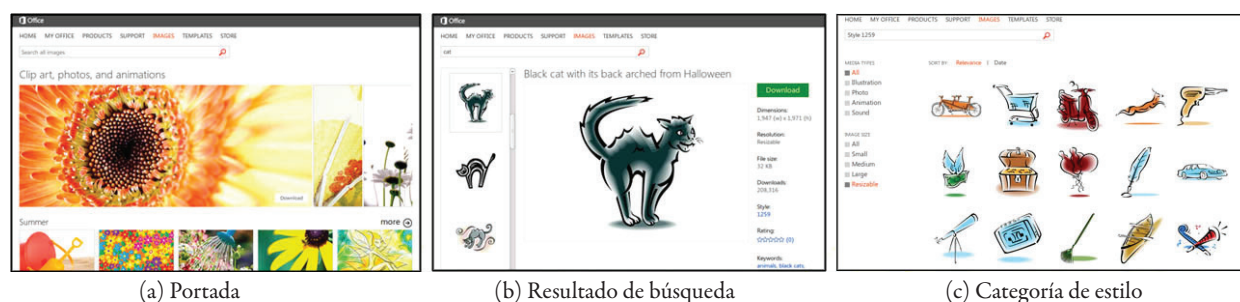 Office
HOME MY OFFICE PRODUCTS SUPPORT IMAGES TEMPLATES STORE
Search all images
Clip art, photos, and animations
Download
Summer
more
(a) Portada
Office
HOME MY OFFICE PRODUCTS SUPPORT IMAGES TEMPLATES STORE
cat
Black cat with its back arched from Halloween
Download
Dimensions:
1,947 (w) x 1,971 (h)
Resolution:
Resizable
File size:
32 KB
Downloads:
208,316
Style:
1259
Rating:
(0)
Keywords:
animals, black cats,
(b) Resultado de búsqueda
HOME MY OFFICE PRODUCTS SUPPORT IMAGES TEMPLATES STORE
Style 1259
MEDIA TYPES
All
Illustration
Photo
Animation
Sound
IMAGE SIZE
All
Small
Medium
Large
Resizable
SORT BY: Relevance | Date
(c) Categoría de estilo